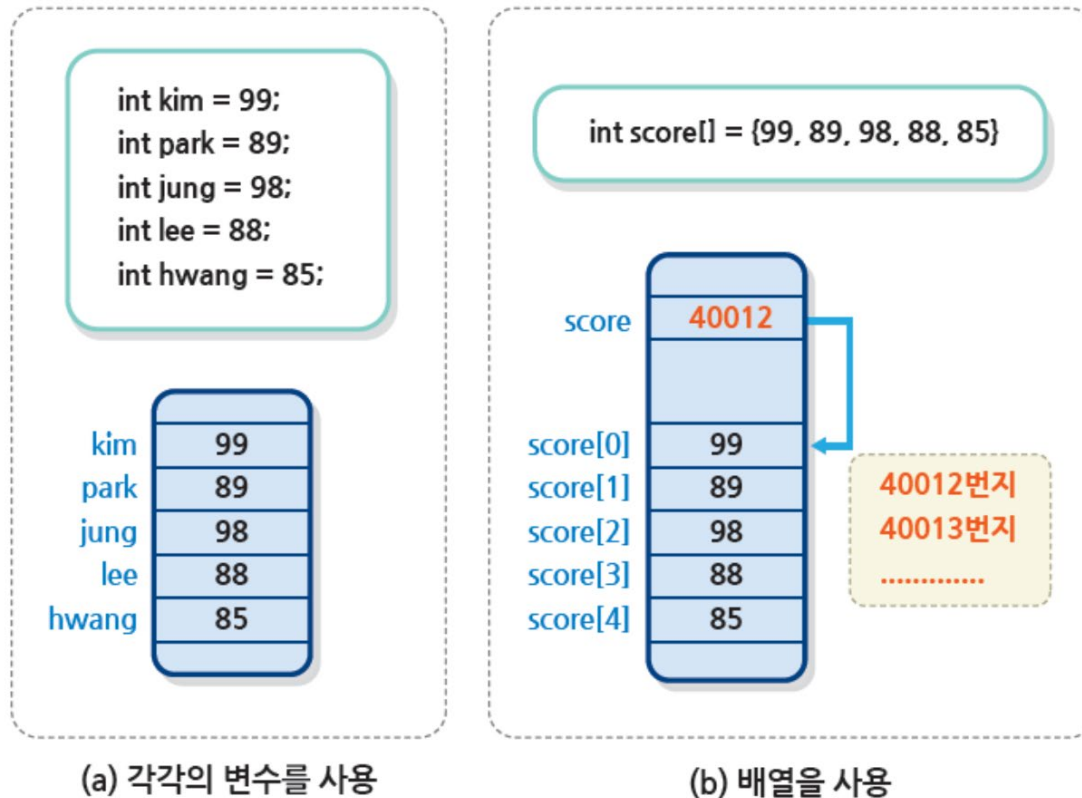 int kim = 99;
int park = 89;
int jung = 98;
int lee = 88;
int hwang = 85;
kim 99
park 89
jung 98
lee 88
hwang 85
(a) 각각의 변수를 사용
int score[] = {99, 89, 98, 88, 85}
score 40012
score[0] 99
score[1] 89
score[2] 98
score[3] 88
score[4] 85
40012번지
40013번지
.............
(b) 배열을 사용